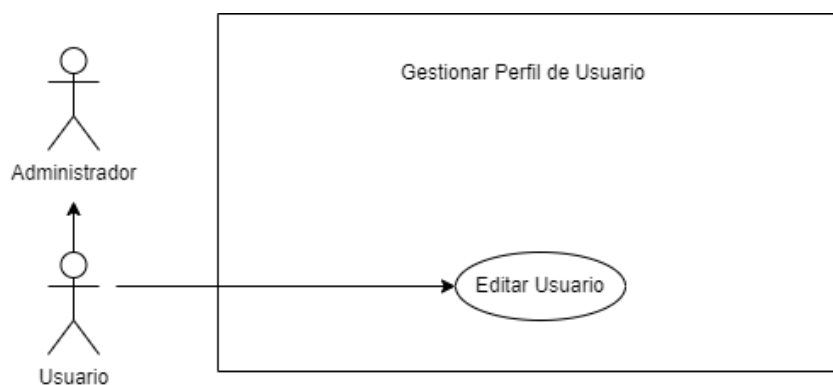 Gestionar Perfil de Usuario
Administrador
Editar Usuario
Usuario